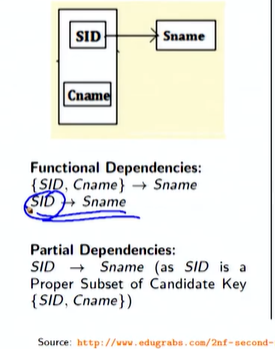 SID
Sname
Cname
Functional Dependencies:
{SID, Cname} → Sname
SID → Sname
Partial Dependencies:
SID → Sname (as SID is a
Proper Subset of Candidate Key
{SID, Cname})
Source: http://www.edugrabs.com/2nf-second-